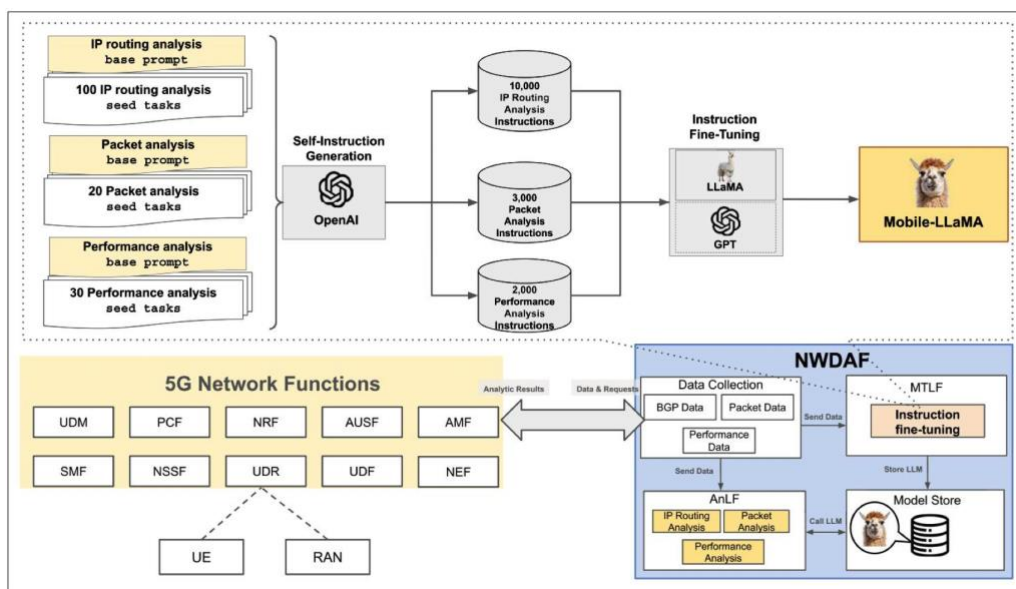 IP routing analysis
base prompt
100 IP routing analysis
seed tasks
Packet analysis
base prompt
20 Packet analysis
seed tasks
Performance analysis
base prompt
30 Performance analysis
seed tasks
Self-Instruction
Generation
OpenAI
10,000
IP Routing
Analysis
Instructions
3,000
Packet
Analysis
Instructions
2,000
Performance
Analysis
Instructions
Instruction
Fine-Tuning
LLaMA
GPT
Mobile-LLaMA
5G Network Functions
UDM
PCF
NRF
AUSF
AMF
SMF
NSSF
UDR
UDF
NEF
UE
RAN
Analytic Results
Data & Requests
NWDAF
Data Collection
BGP Data
Packet Data
Performance
Data
Send Data
MTLF
Instruction
fine-tuning
Send Data
Store LLM
AnLF
IP Routing
Analysis
Packet
Analysis
Performance
Analysis
Call LLM
Model Store